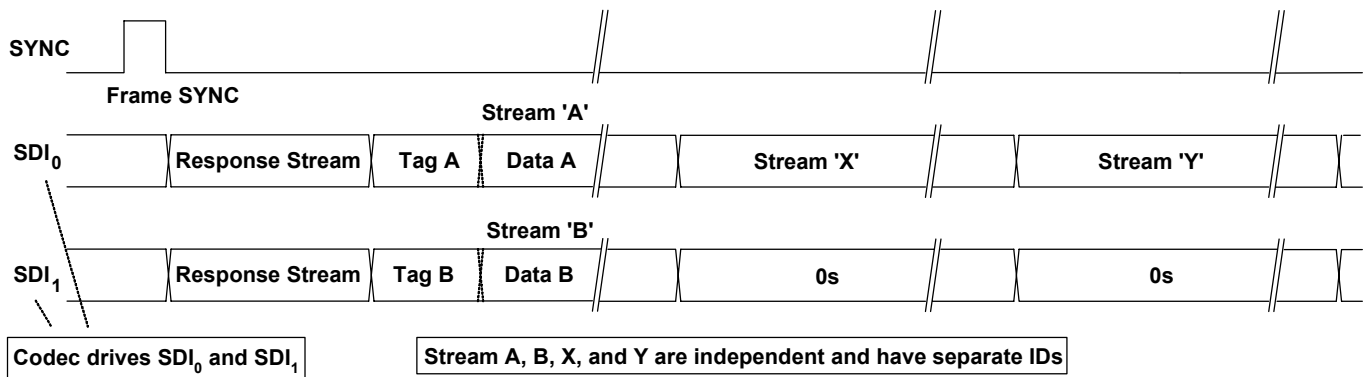 SYNC
Frame SYNC
Stream 'A'
SDI0 Response Stream Tag A Data A Stream 'X' Stream 'Y'
Stream 'B'
SDI1 Response Stream Tag B Data B 0s 0s
Codec drives SDI0 and SDI1
Stream A, B, X, and Y are independent and have separate IDs